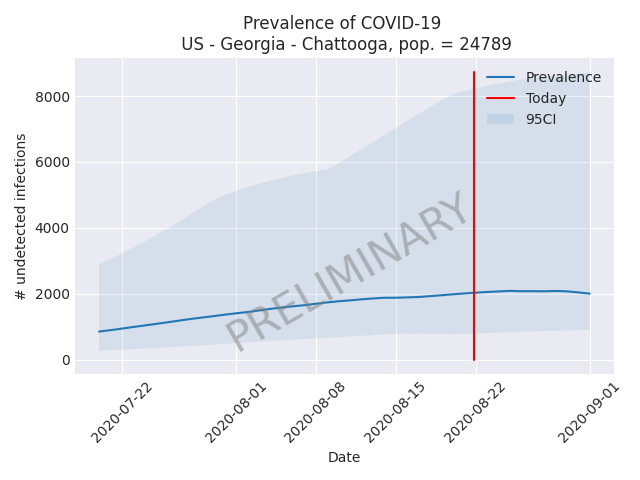 Prevalence of COVID-19
US - Georgia - Chattooga, pop. = 24789
Prevalence
Today
95CI
8000
6000
4000
2000
0
# undetected infections
PRELIMINARY
2020-07-22
2020-08-01
2020-08-08
2020-08-15
2020-08-22
2020-09-01
Date